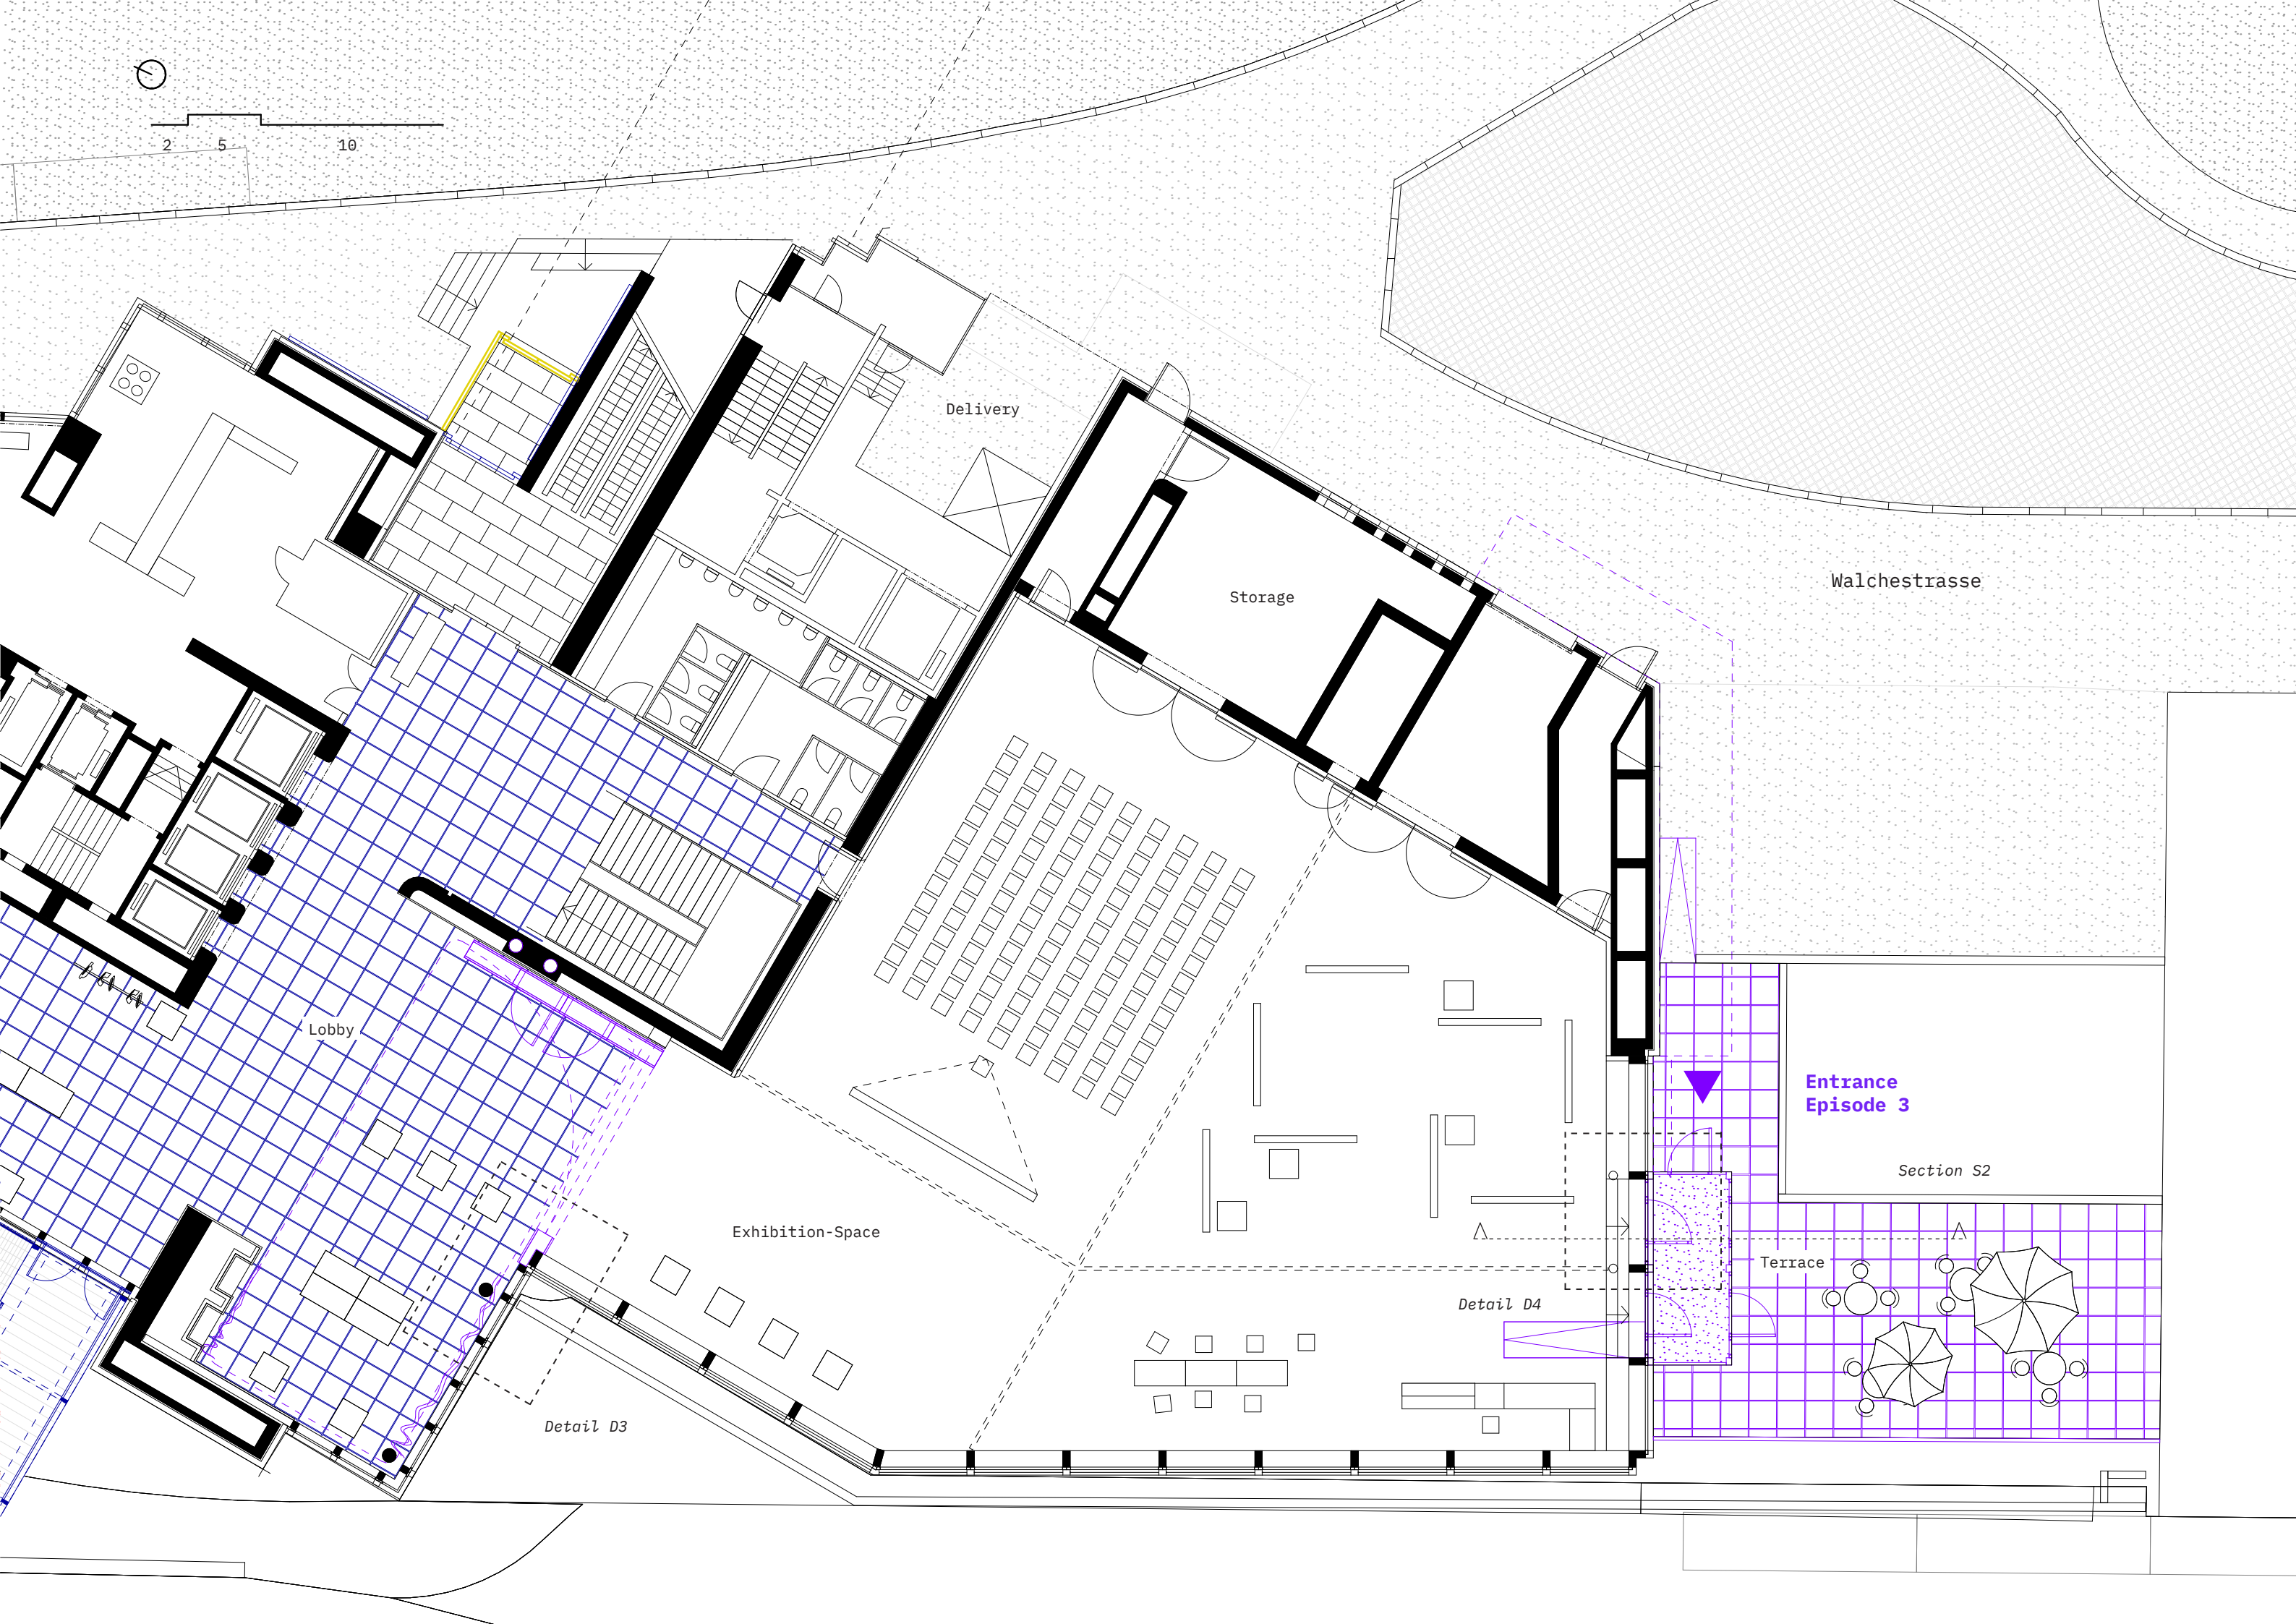 2 5 10
Delivery
Walchestrasse
Storage
Lobby
Entrance
Episode 3
Section S2
Exhibition-Space
Terrace
Detail D4
Detail D3